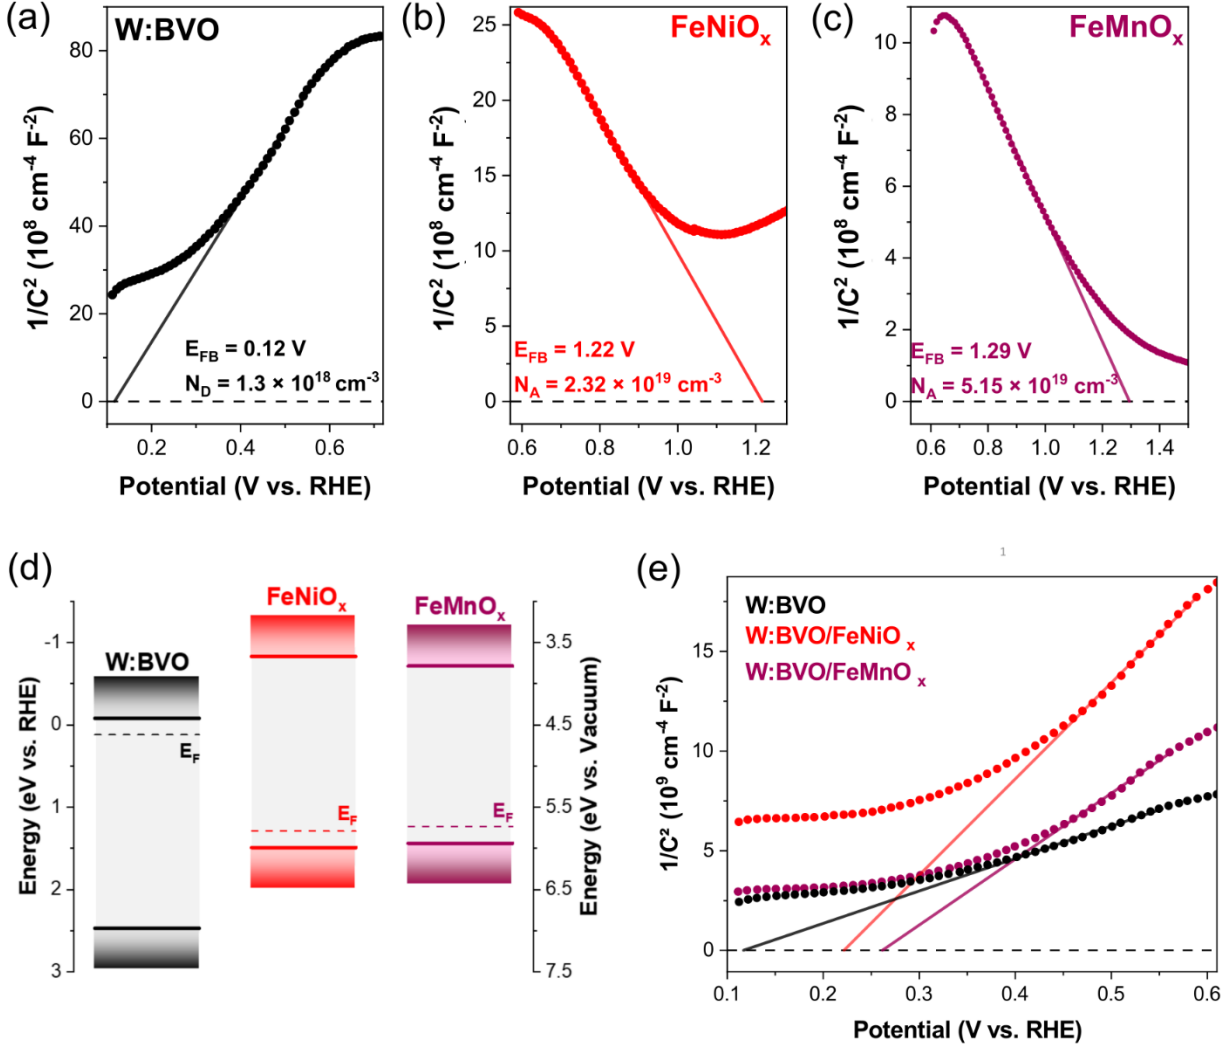 (a)
W:BVO
80
60
40
20
0
1/C² (10⁸ cm⁻⁴ F⁻²)
E_FB = 0.12 V
N_D = 1.3 × 10¹⁸ cm⁻³
0.2 0.4 0.6
Potential (V vs. RHE)
(b)
FeNiOₓ
25
20
15
10
5
0
1/C² (10⁸ cm⁻⁴ F⁻²)
E_FB = 1.22 V
N_A = 2.32 × 10¹⁹ cm⁻³
0.6 0.8 1.0 1.2
Potential (V vs. RHE)
(c)
FeMnOₓ
10
8
6
4
2
0
1/C² (10⁸ cm⁻⁴ F⁻²)
E_FB = 1.29 V
N_A = 5.15 × 10¹⁹ cm⁻³
0.6 0.8 1.0 1.2 1.4
Potential (V vs. RHE)
(d)
Energy (eV vs. RHE)
-1
0
1
2
3
W:BVO
E_F
FeNiOₓ
E_F
FeMnOₓ
E_F
3.5
4.5
5.5
6.5
7.5
Energy (eV vs. Vacuum)
1
(e)
W:BVO
W:BVO/FeNiOₓ
W:BVO/FeMnOₓ
15
10
5
0
1/C² (10⁹ cm⁻⁴ F⁻²)
0.1 0.2 0.3 0.4 0.5 0.6
Potential (V vs. RHE)